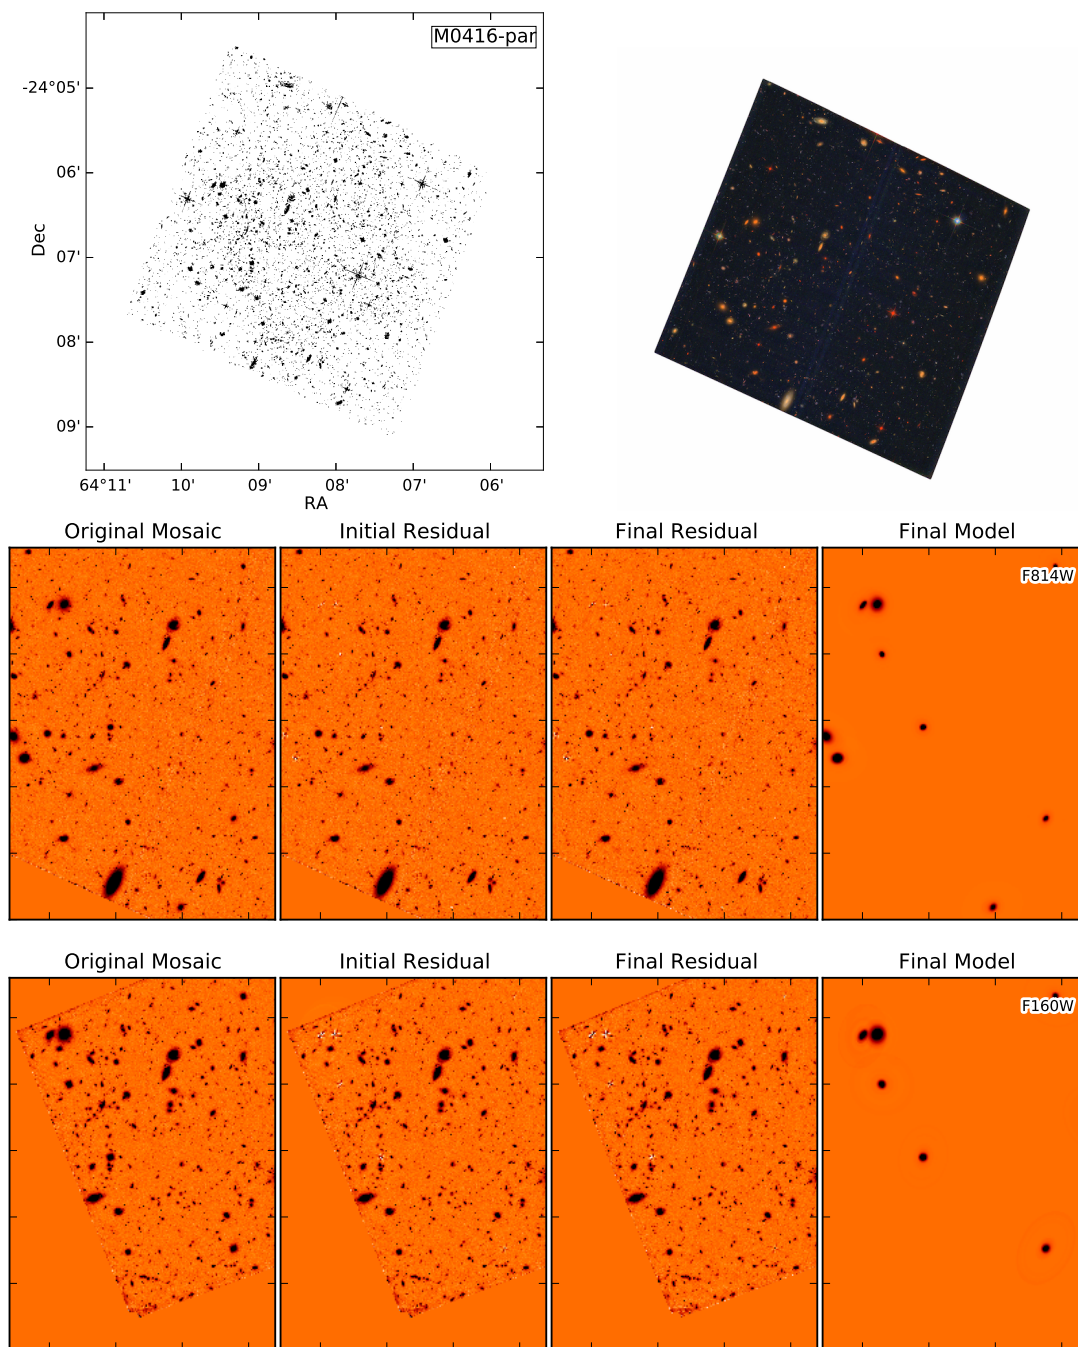 M0416-par
-24°05'
06'
07'
08'
09'
Dec
64°11' 10' 09' 08' 07' 06'
RA
Original Mosaic Initial Residual Final Residual Final Model
F814W
Original Mosaic Initial Residual Final Residual Final Model
F160W